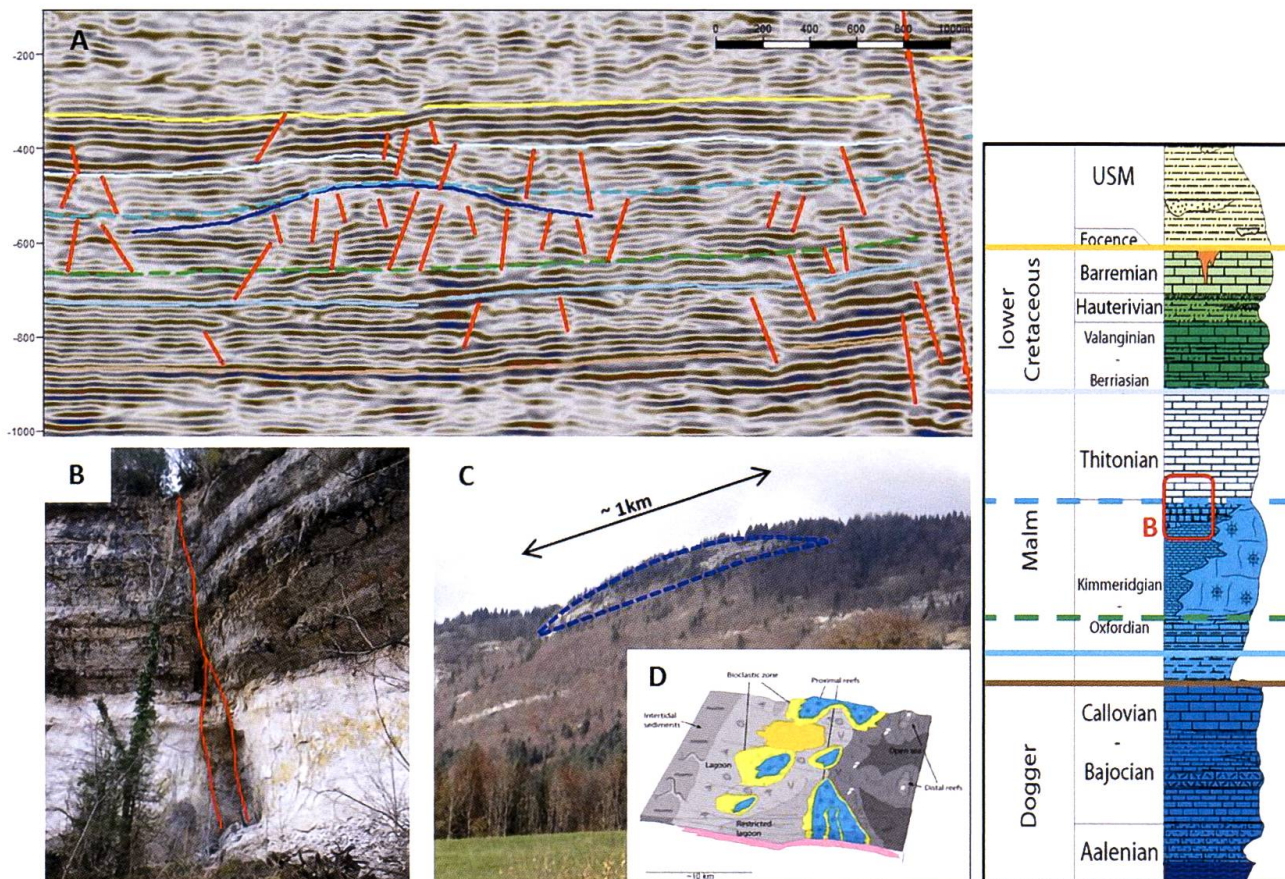 A
0 200 400 600 800 1000m
-200
-400
-600
-800
-1000
B
C
~ 1km
D
Bioclastic zone
Proximal reefs
Intertidal
sediments
Open sea
Lagoon
Distal reefs
Restricted
lagoon
~10 km
USM
Eocence
lower
Cretaceous
Barremian
Hauterivian
Valanginian
-
Berriasian
Malm
Thitonian
B
Kimmeridgian
-
Oxfordian
Dogger
Callovian
-
Bajocian
Aalenian